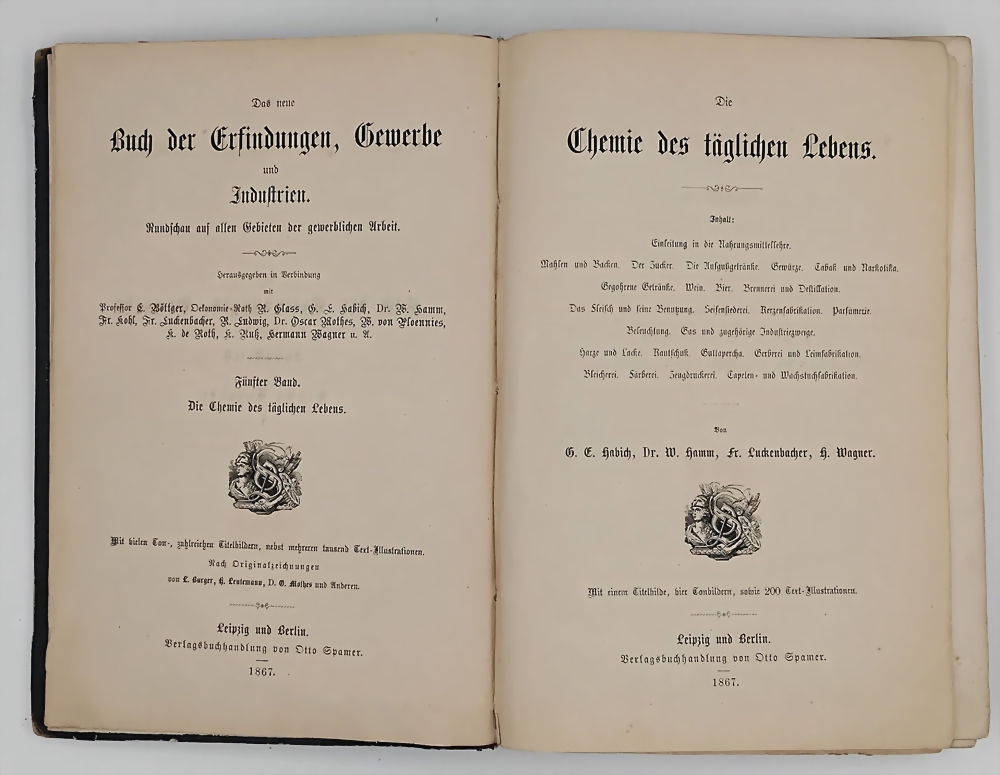 Das neue
Buch der Erfindungen, Gewerbe
und
Industrien.
Rundschau auf allen Gebieten der gewerblichen Arbeit.
Herausgegeben in Verbindung
mit
Professor C. Böttger, Oekonomie-Rath R. Glass, G. E. Habich, Dr. W. Hamm,
Fr. Kohl, Fr. Luckenbacher, R. Ludwig, Dr. Oscar Mothes, W. von Ploennies,
K. de Roth, K. Ruß, Hermann Wagner u. A.
Fünfter Band.
Die Chemie des täglichen Lebens.
Mit vielen Ton-, zahlreichen Titelbildern, nebst mehreren tausend Text-Illustrationen.
Nach Originalzeichnungen
von L. Burger, H. Leutemann, O. Mothes und Anderen.
Leipzig und Berlin.
Verlagsbuchhandlung von Otto Spamer.
1867.
Die
Chemie des täglichen Lebens.
Inhalt:
Einleitung in die Nahrungsmittellehre.
Mahlen und Backen. Der Zucker. Die Aufgußgetränke. Gewürze. Tabak und Narkotika.
Gegohrene Getränke. Wein. Bier. Brennerei und Destillation.
Das Fleisch und seine Benutzung. Seifensiederei. Kerzenfabrikation. Parfumerie.
Beleuchtung. Gas und zugehörige Industriezweige.
Harze und Lacke. Kautschuk. Guttapercha. Gerberei und Leimfabrikation.
Bleicherei. Färberei. Zeugdruckerei. Tapeten- und Wachstuchfabrikation.
Von
G. E. Habich, Dr. W. Hamm, Fr. Luckenbacher, H. Wagner.
Mit einem Titelbilde, vier Tonbildern, sowie 200 Text-Illustrationen.
Leipzig und Berlin.
Verlagsbuchhandlung von Otto Spamer.
1867.